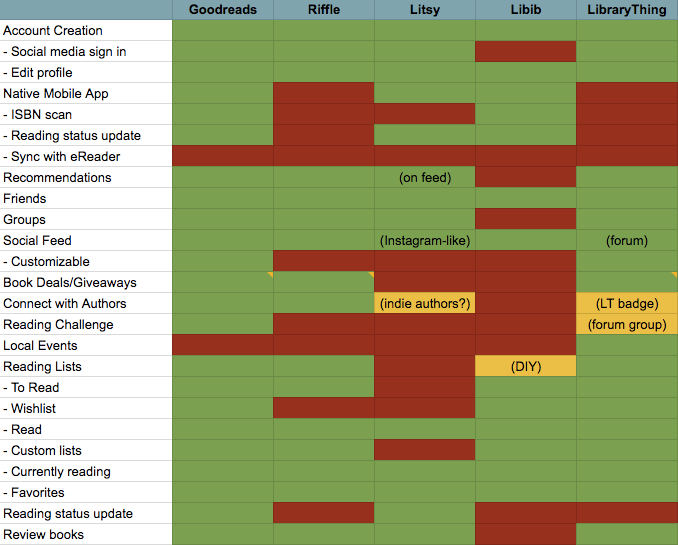 Goodreads Riffle Litsy Libib LibraryThing
Account Creation
- Social media sign in
- Edit profile
Native Mobile App
- ISBN scan
- Reading status update
- Sync with eReader
Recommendations (on feed)
Friends
Groups
Social Feed (Instagram-like) (forum)
- Customizable
Book Deals/Giveaways
Connect with Authors (indie authors?) (LT badge)
Reading Challenge (forum group)
Local Events
Reading Lists (DIY)
- To Read
- Wishlist
- Read
- Custom lists
- Currently reading
- Favorites
Reading status update
Review books